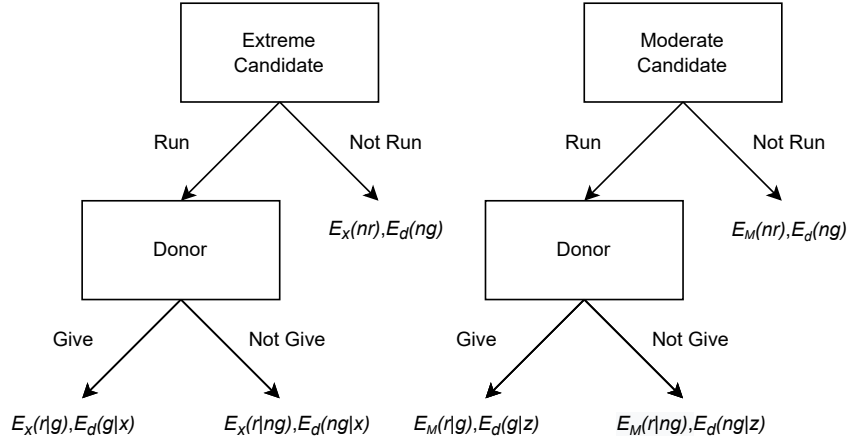 Extreme
Candidate
Moderate
Candidate
Run
Not Run
Run
Not Run
Donor
E_x(nr),E_d(ng)
Donor
E_M(nr),E_d(ng)
Give
Not Give
Give
Not Give
E_x(r|g),E_d(g|x)
E_x(r|ng),E_d(ng|x)
E_M(r|g),E_d(g|z)
E_M(r|ng),E_d(ng|z)